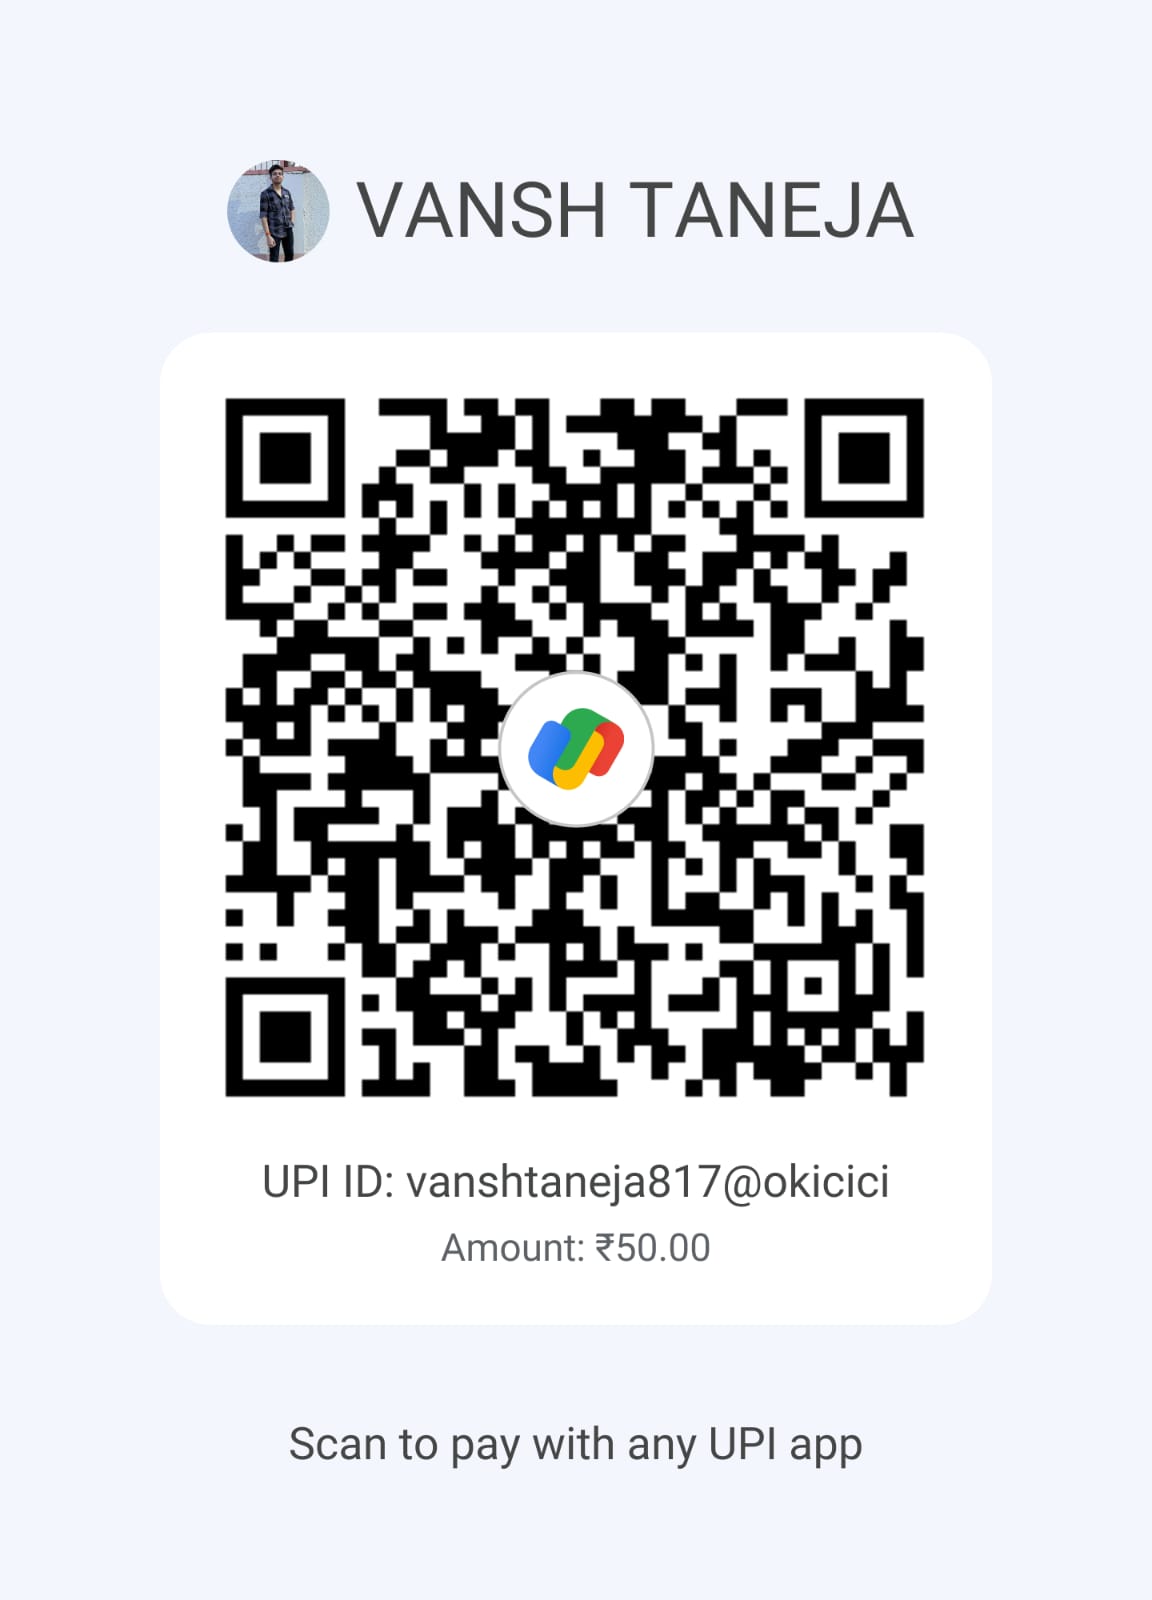 VANSH TANEJA
UPI ID: vanshtaneja817@okicici
Amount: ₹50.00
Scan to pay with any UPI app